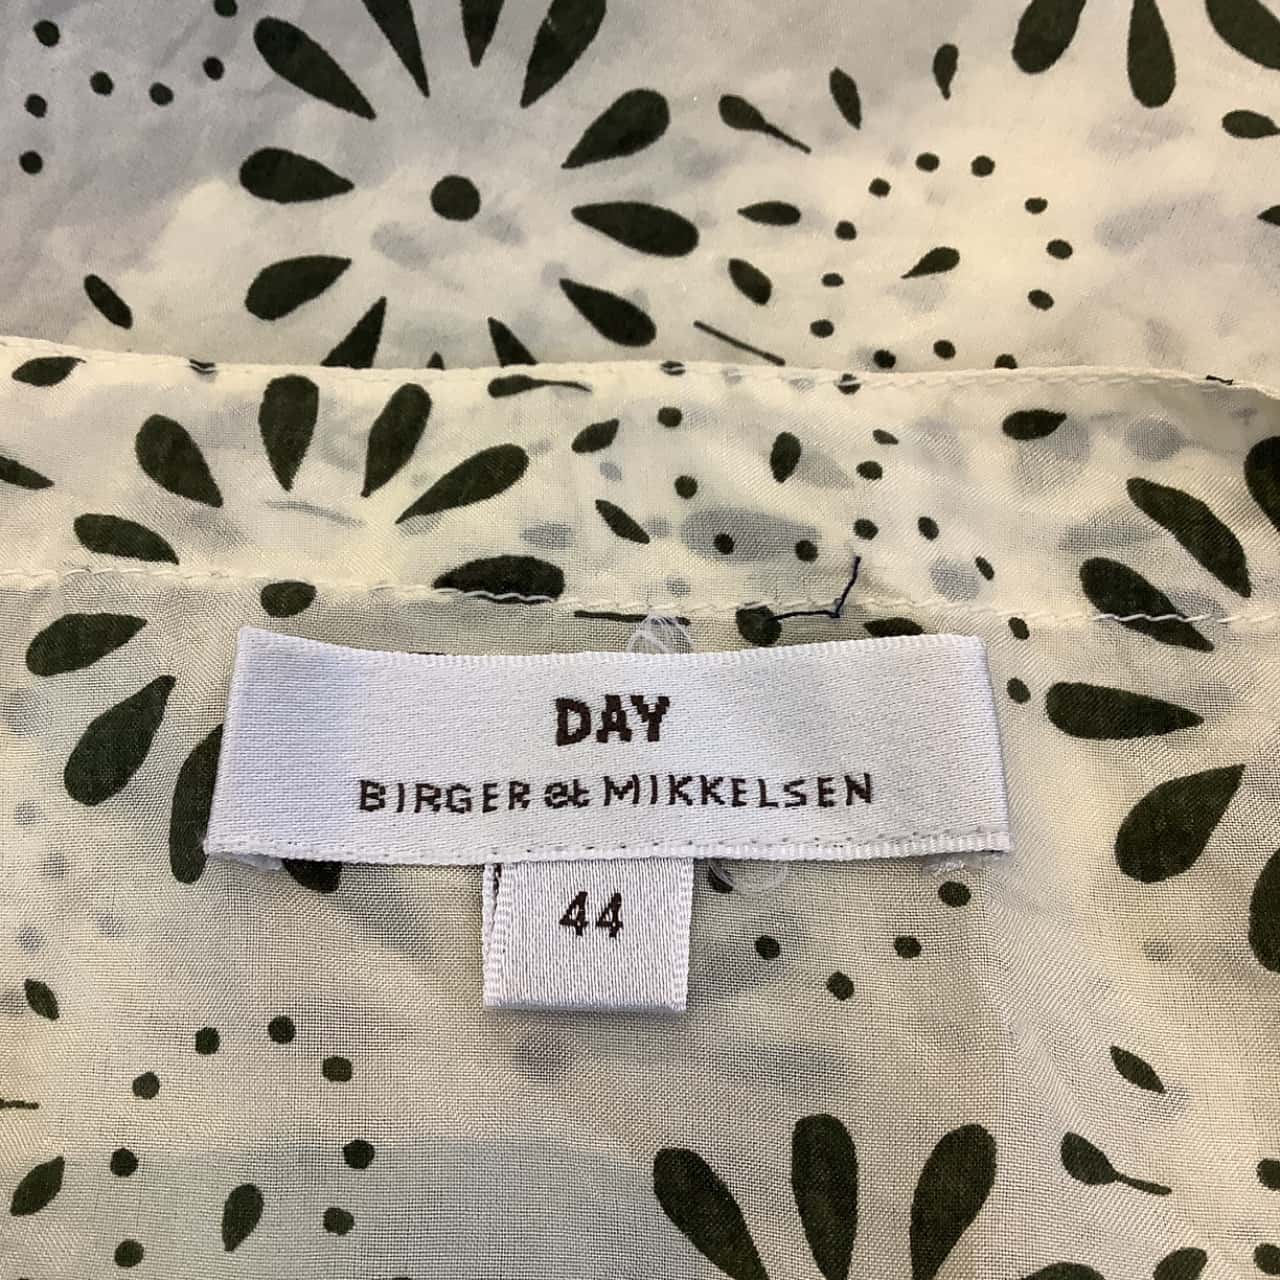 DAY
BIRGER et MIKKELSEN
44